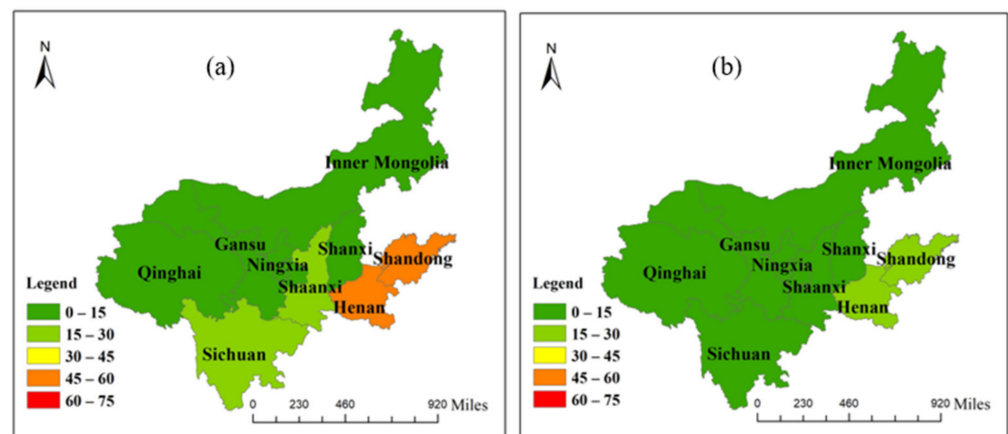 N
(a)
Inner Mongolia
Gansu
Shanxi
Shandong
Qinghai
Ningxia
Shaanxi
Henan
Sichuan
Legend
0 – 15
15 – 30
30 – 45
45 – 60
60 – 75
0 230 460 920 Miles
N
(b)
Inner Mongolia
Gansu
Shanxi
Shandong
Qinghai
Ningxia
Shaanxi
Henan
Sichuan
Legend
0 – 15
15 – 30
30 – 45
45 – 60
60 – 75
0 230 460 920 Miles